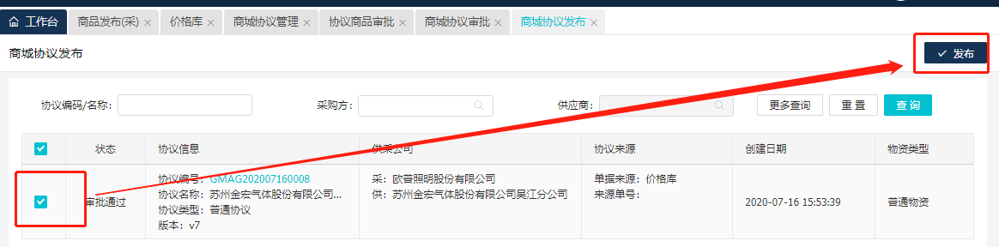 工作台 商品发布(采) 价格库 商城协议管理 协议商品审批 商城协议审批 商城协议发布
商城协议发布 发布
协议编码/名称: 采购方: 供应商: 更多查询 重置 查询
状态 协议信息 供采公司 协议来源 创建日期 物资类型
协议编号: GMAG202007160008 采: 欧普照明股份有限公司 单据来源: 价格库
协议名称: 苏州金宏气体股份有限公司... 供: 苏州金宏气体股份有限公司吴江分公司 来源单号:
审批通过 2020-07-16 15:53:39 普通物资
协议类型: 普通协议
版本: v7